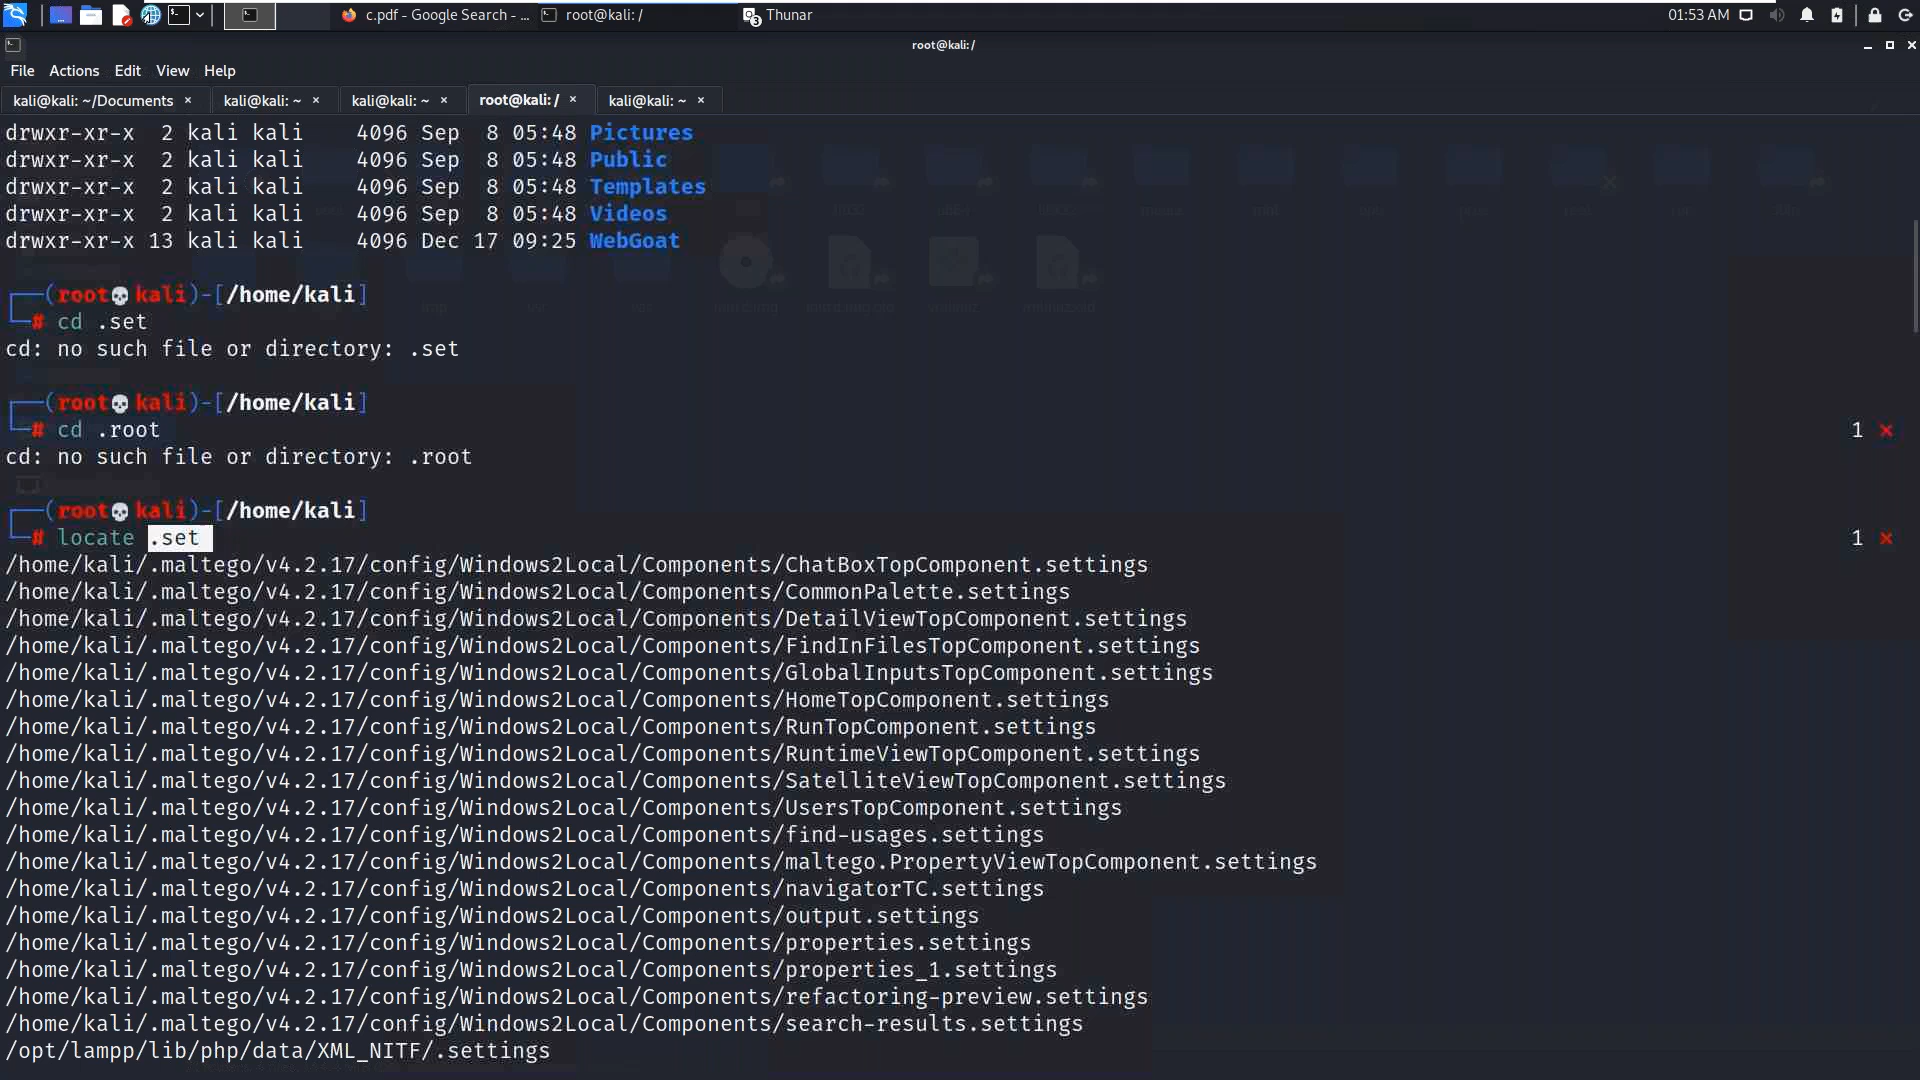 c.pdf - Google Search - ...
root@kali: /
3
Thunar
01:53 AM
root@kali: /
File Actions Edit View Help
kali@kali: ~/Documents ×
kali@kali: ~ ×
kali@kali: ~ ×
root@kali: / ×
kali@kali: ~ ×
drwxr-xr-x 2 kali kali 4096 Sep 8 05:48 Pictures
drwxr-xr-x 2 kali kali 4096 Sep 8 05:48 Public
drwxr-xr-x 2 kali kali 4096 Sep 8 05:48 Templates
drwxr-xr-x 2 kali kali 4096 Sep 8 05:48 Videos
drwxr-xr-x 13 kali kali 4096 Dec 17 09:25 WebGoat
┌──(root💀kali)-[/home/kali]
└─# cd .set
cd: no such file or directory: .set
┌──(root💀kali)-[/home/kali]
└─# cd .root 1 ×
cd: no such file or directory: .root
┌──(root💀kali)-[/home/kali]
└─# locate .set 1 ×
/home/kali/.maltego/v4.2.17/config/Windows2Local/Components/ChatBoxTopComponent.settings
/home/kali/.maltego/v4.2.17/config/Windows2Local/Components/CommonPalette.settings
/home/kali/.maltego/v4.2.17/config/Windows2Local/Components/DetailViewTopComponent.settings
/home/kali/.maltego/v4.2.17/config/Windows2Local/Components/FindInFilesTopComponent.settings
/home/kali/.maltego/v4.2.17/config/Windows2Local/Components/GlobalInputsTopComponent.settings
/home/kali/.maltego/v4.2.17/config/Windows2Local/Components/HomeTopComponent.settings
/home/kali/.maltego/v4.2.17/config/Windows2Local/Components/RunTopComponent.settings
/home/kali/.maltego/v4.2.17/config/Windows2Local/Components/RuntimeViewTopComponent.settings
/home/kali/.maltego/v4.2.17/config/Windows2Local/Components/SatelliteViewTopComponent.settings
/home/kali/.maltego/v4.2.17/config/Windows2Local/Components/UsersTopComponent.settings
/home/kali/.maltego/v4.2.17/config/Windows2Local/Components/find-usages.settings
/home/kali/.maltego/v4.2.17/config/Windows2Local/Components/maltego.PropertyViewTopComponent.settings
/home/kali/.maltego/v4.2.17/config/Windows2Local/Components/navigatorTC.settings
/home/kali/.maltego/v4.2.17/config/Windows2Local/Components/output.settings
/home/kali/.maltego/v4.2.17/config/Windows2Local/Components/properties.settings
/home/kali/.maltego/v4.2.17/config/Windows2Local/Components/properties_1.settings
/home/kali/.maltego/v4.2.17/config/Windows2Local/Components/refactoring-preview.settings
/home/kali/.maltego/v4.2.17/config/Windows2Local/Components/search-results.settings
/opt/lampp/lib/php/data/XML_NITF/.settings